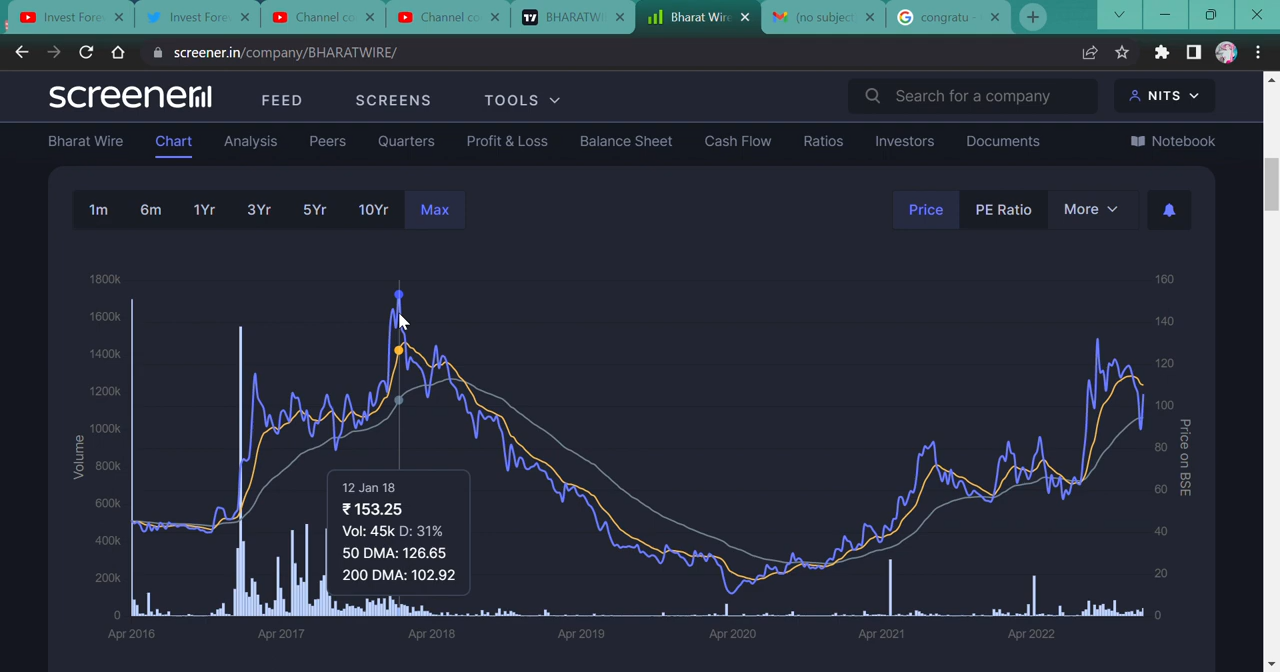 Invest Fore
Invest Fore
Channel co
Channel co
BHARATWI
Bharat Wire
(no subject
congratu -
screener.in/company/BHARATWIRE/
screener
FEED
SCREENS
TOOLS
Search for a company
NITS
Bharat Wire
Chart
Analysis
Peers
Quarters
Profit & Loss
Balance Sheet
Cash Flow
Ratios
Investors
Documents
Notebook
1m
6m
1Yr
3Yr
5Yr
10Yr
Max
Price
PE Ratio
More
1800k
1600k
1400k
1200k
1000k
800k
600k
400k
200k
0
Volume
160
140
120
100
80
60
40
20
0
Price on BSE
12 Jan 18
₹ 153.25
Vol: 45k D: 31%
50 DMA: 126.65
200 DMA: 102.92
Apr 2016
Apr 2017
Apr 2018
Apr 2019
Apr 2020
Apr 2021
Apr 2022